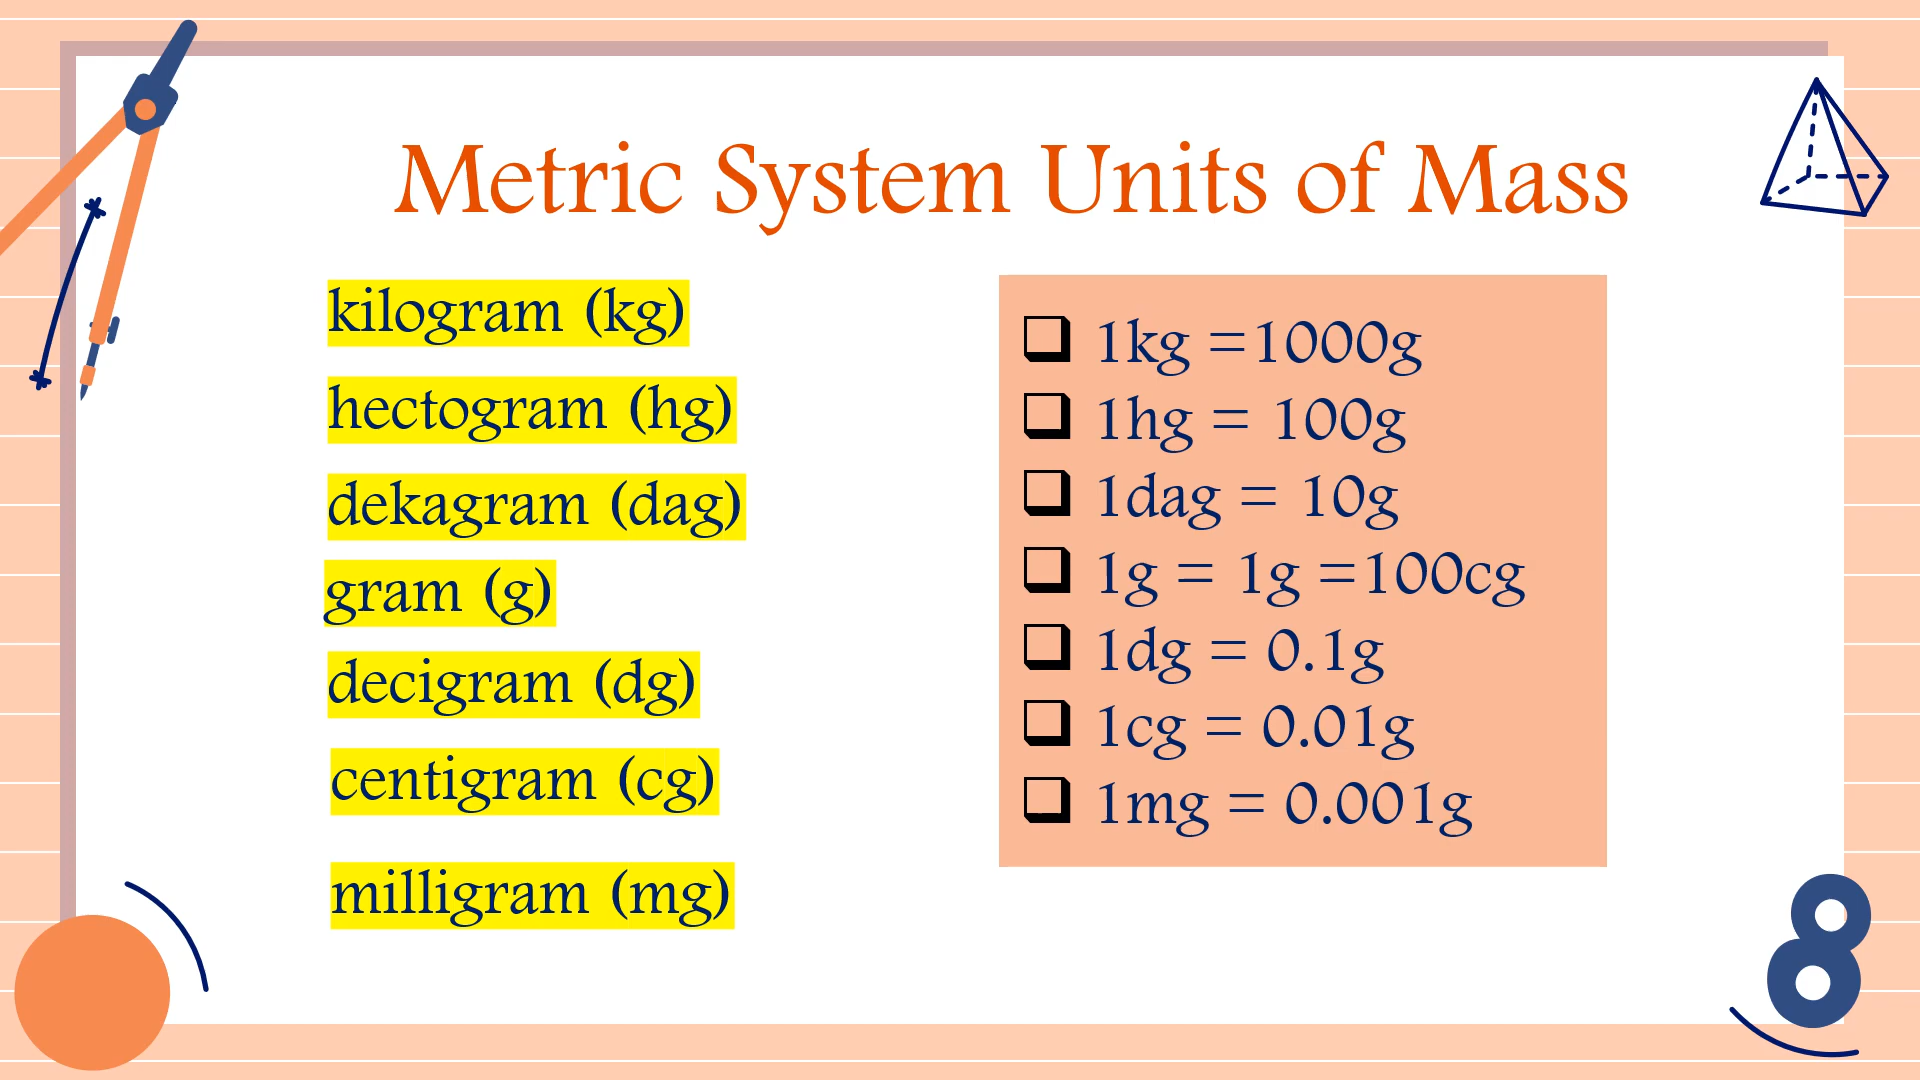 Metric System Units of Mass
kilogram (kg)
hectogram (hg)
dekagram (dag)
gram (g)
decigram (dg)
centigram (cg)
milligram (mg)
1kg =1000g
1hg = 100g
1dag = 10g
1g = 1g =100cg
1dg = 0.1g
1cg = 0.01g
1mg = 0.001g
8